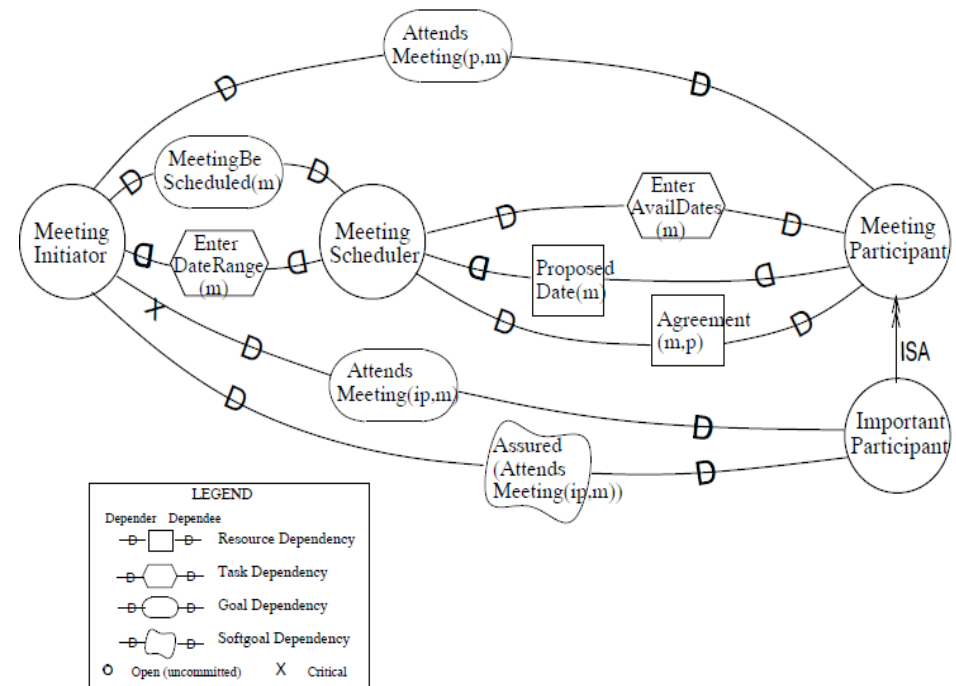 Attends
Meeting(p,m)
D
D
MeetingBe
Scheduled(m)
D
D
Meeting
Initiator
Enter
DateRange
(m)
D
D
Meeting
Scheduler
Enter
AvailDates
(m)
D
D
Meeting
Participant
Proposed
Date(m)
D
D
Agreement
(m,p)
D
D
X
ISA
Attends
Meeting(ip,m)
D
D
Important
Participant
Assured
(Attends
Meeting(ip,m))
D
D
LEGEND
Depender Dependee
D D Resource Dependency
D D Task Dependency
D D Goal Dependency
D D Softgoal Dependency
O Open (uncommitted) X Critical